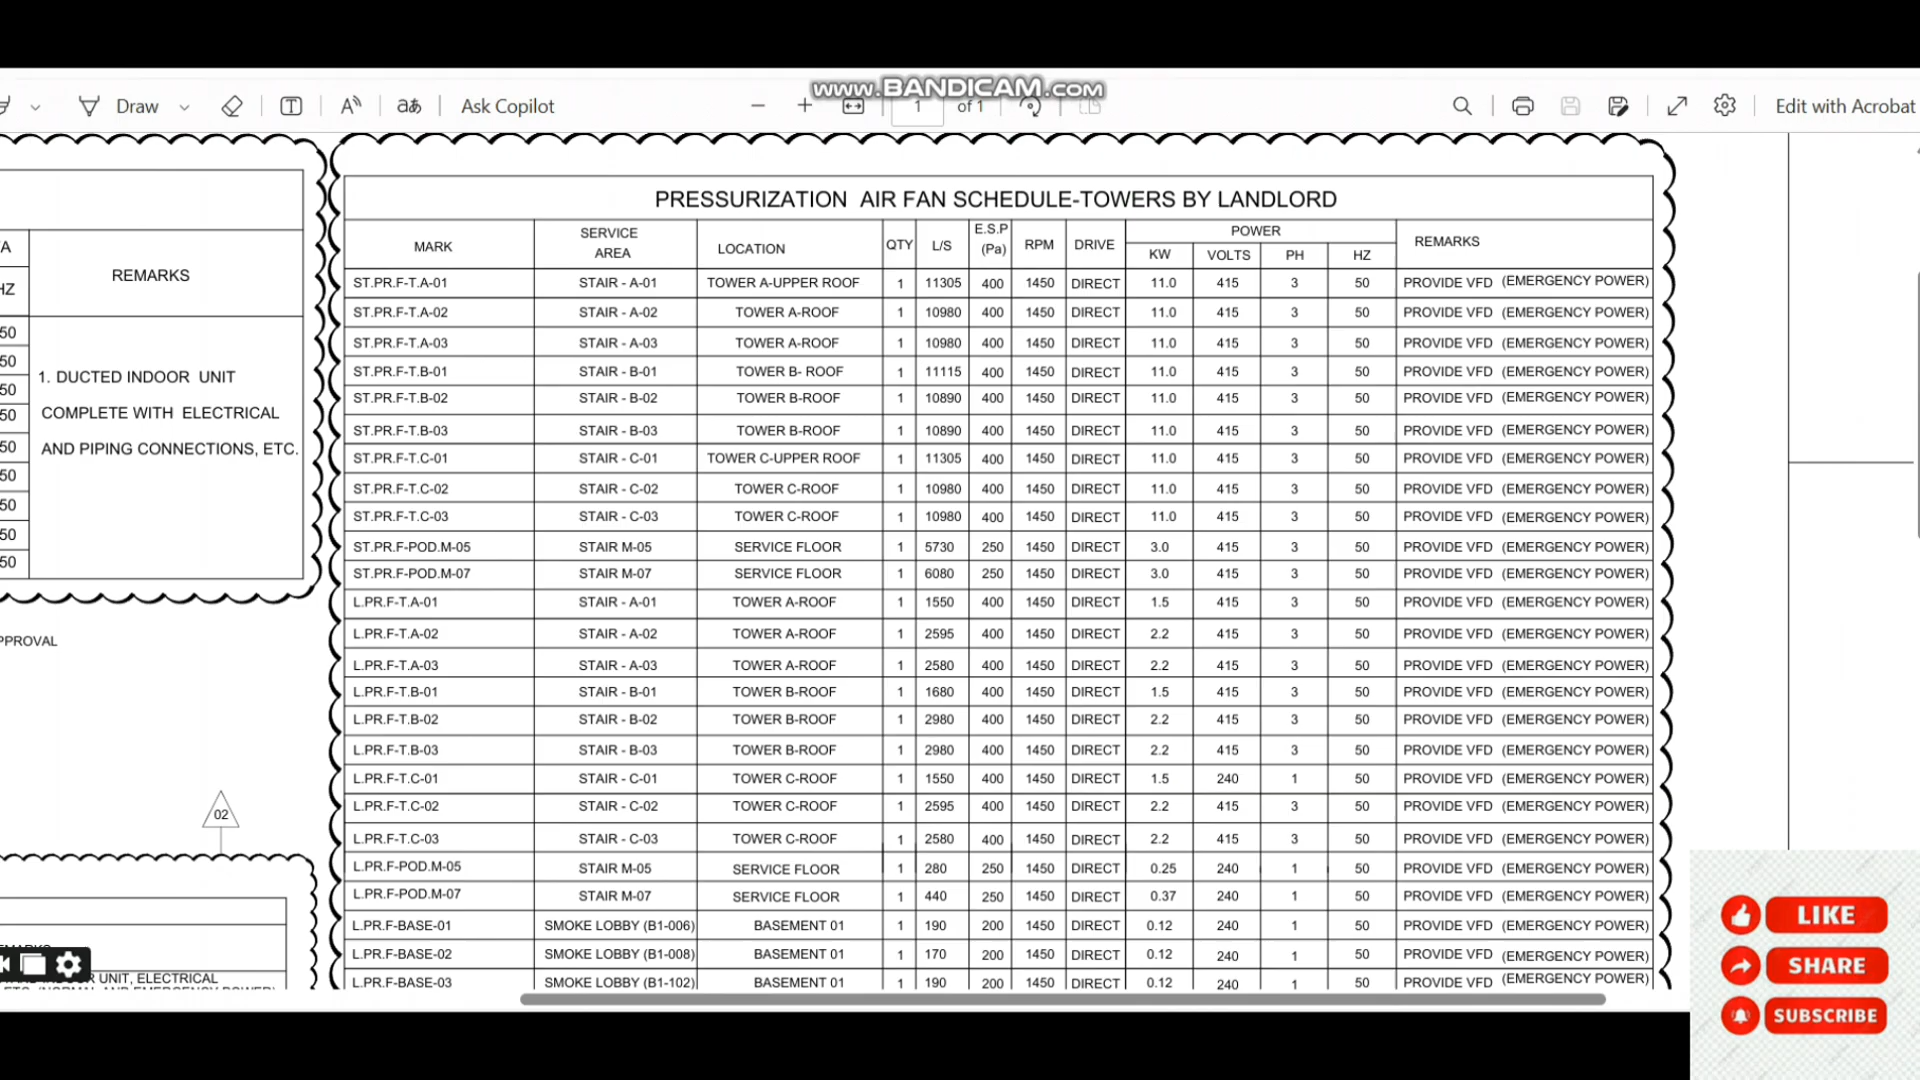 www.BANDICAM.com
Draw
Ask Copilot
1 of 1
Edit with Acrobat
REMARKS
HZ
50
50
50
50
50
50
50
50
50
1. DUCTED INDOOR UNIT
COMPLETE WITH ELECTRICAL
AND PIPING CONNECTIONS, ETC.
02
R UNIT, ELECTRICAL
PRESSURIZATION AIR FAN SCHEDULE-TOWERS BY LANDLORD
MARK SERVICE AREA LOCATION QTY L/S E.S.P (Pa) RPM DRIVE POWER REMARKS
KW VOLTS PH HZ
ST.PR.F-T.A-01 STAIR - A-01 TOWER A-UPPER ROOF 1 11305 400 1450 DIRECT 11.0 415 3 50 PROVIDE VFD (EMERGENCY POWER)
ST.PR.F-T.A-02 STAIR - A-02 TOWER A-ROOF 1 10980 400 1450 DIRECT 11.0 415 3 50 PROVIDE VFD (EMERGENCY POWER)
ST.PR.F-T.A-03 STAIR - A-03 TOWER A-ROOF 1 10980 400 1450 DIRECT 11.0 415 3 50 PROVIDE VFD (EMERGENCY POWER)
ST.PR.F-T.B-01 STAIR - B-01 TOWER B- ROOF 1 11115 400 1450 DIRECT 11.0 415 3 50 PROVIDE VFD (EMERGENCY POWER)
ST.PR.F-T.B-02 STAIR - B-02 TOWER B-ROOF 1 10890 400 1450 DIRECT 11.0 415 3 50 PROVIDE VFD (EMERGENCY POWER)
ST.PR.F-T.B-03 STAIR - B-03 TOWER B-ROOF 1 10890 400 1450 DIRECT 11.0 415 3 50 PROVIDE VFD (EMERGENCY POWER)
ST.PR.F-T.C-01 STAIR - C-01 TOWER C-UPPER ROOF 1 11305 400 1450 DIRECT 11.0 415 3 50 PROVIDE VFD (EMERGENCY POWER)
ST.PR.F-T.C-02 STAIR - C-02 TOWER C-ROOF 1 10980 400 1450 DIRECT 11.0 415 3 50 PROVIDE VFD (EMERGENCY POWER)
ST.PR.F-T.C-03 STAIR - C-03 TOWER C-ROOF 1 10980 400 1450 DIRECT 11.0 415 3 50 PROVIDE VFD (EMERGENCY POWER)
ST.PR.F-POD.M-05 STAIR M-05 SERVICE FLOOR 1 5730 250 1450 DIRECT 3.0 415 3 50 PROVIDE VFD (EMERGENCY POWER)
ST.PR.F-POD.M-07 STAIR M-07 SERVICE FLOOR 1 6080 250 1450 DIRECT 3.0 415 3 50 PROVIDE VFD (EMERGENCY POWER)
L.PR.F-T.A-01 STAIR - A-01 TOWER A-ROOF 1 1550 400 1450 DIRECT 1.5 415 3 50 PROVIDE VFD (EMERGENCY POWER)
L.PR.F-T.A-02 STAIR - A-02 TOWER A-ROOF 1 2595 400 1450 DIRECT 2.2 415 3 50 PROVIDE VFD (EMERGENCY POWER)
L.PR.F-T.A-03 STAIR - A-03 TOWER A-ROOF 1 2580 400 1450 DIRECT 2.2 415 3 50 PROVIDE VFD (EMERGENCY POWER)
L.PR.F-T.B-01 STAIR - B-01 TOWER B-ROOF 1 1680 400 1450 DIRECT 1.5 415 3 50 PROVIDE VFD (EMERGENCY POWER)
L.PR.F-T.B-02 STAIR - B-02 TOWER B-ROOF 1 2980 400 1450 DIRECT 2.2 415 3 50 PROVIDE VFD (EMERGENCY POWER)
L.PR.F-T.B-03 STAIR - B-03 TOWER B-ROOF 1 2980 400 1450 DIRECT 2.2 415 3 50 PROVIDE VFD (EMERGENCY POWER)
L.PR.F-T.C-01 STAIR - C-01 TOWER C-ROOF 1 1550 400 1450 DIRECT 1.5 240 1 50 PROVIDE VFD (EMERGENCY POWER)
L.PR.F-T.C-02 STAIR - C-02 TOWER C-ROOF 1 2595 400 1450 DIRECT 2.2 415 3 50 PROVIDE VFD (EMERGENCY POWER)
L.PR.F-T.C-03 STAIR - C-03 TOWER C-ROOF 1 2580 400 1450 DIRECT 2.2 415 3 50 PROVIDE VFD (EMERGENCY POWER)
L.PR.F-POD.M-05 STAIR M-05 SERVICE FLOOR 1 280 250 1450 DIRECT 0.25 240 1 50 PROVIDE VFD (EMERGENCY POWER)
L.PR.F-POD.M-07 STAIR M-07 SERVICE FLOOR 1 440 250 1450 DIRECT 0.37 240 1 50 PROVIDE VFD (EMERGENCY POWER)
L.PR.F-BASE-01 SMOKE LOBBY (B1-006) BASEMENT 01 1 190 200 1450 DIRECT 0.12 240 1 50 PROVIDE VFD (EMERGENCY POWER)
L.PR.F-BASE-02 SMOKE LOBBY (B1-008) BASEMENT 01 1 170 200 1450 DIRECT 0.12 240 1 50 PROVIDE VFD (EMERGENCY POWER)
L.PR.F-BASE-03 SMOKE LOBBY (B1-102) BASEMENT 01 1 190 200 1450 DIRECT 0.12 240 1 50 PROVIDE VFD (EMERGENCY POWER)
LIKE
SHARE
SUBSCRIBE